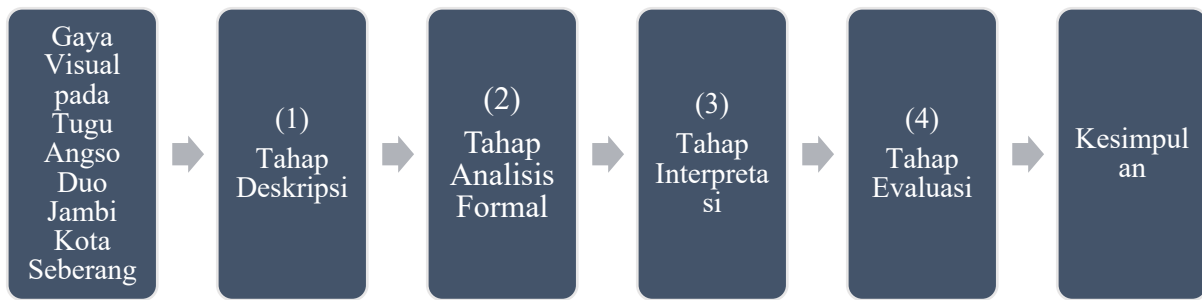 Gaya
Visual
pada
Tugu
Angso
Duo
Jambi
Kota
Seberang
(1)
Tahap
Deskripsi
(2)
Tahap
Analisis
Formal
(3)
Tahap
Interpreta
si
(4)
Tahap
Evaluasi
Kesimpul
an